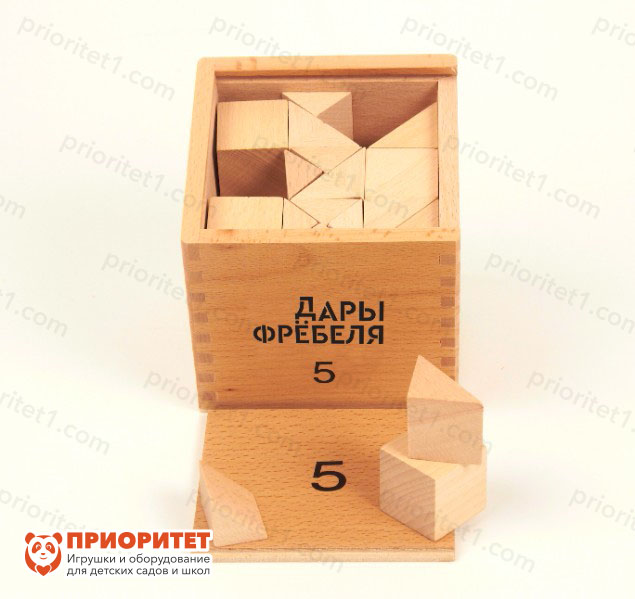 prioritet1.com
ДАРЫ
ФРЁБЕЛЯ
5
5
ПРИОРИТЕТ
Игрушки и оборудование
для детских садов и школ